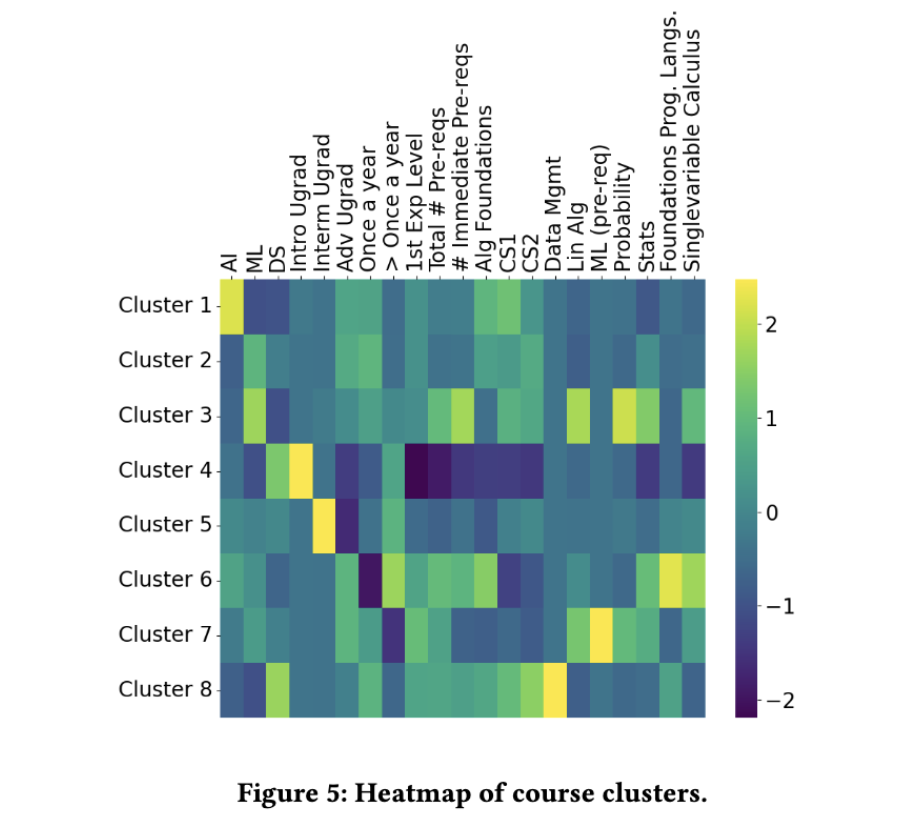 AI
ML
DS
Intro Ugrad
Interm Ugrad
Adv Ugrad
Once a year
> Once a year
1st Exp Level
Total # Pre-reqs
# Immediate Pre-reqs
Alg Foundations
CS1
CS2
Data Mgmt
Lin Alg
ML (pre-req)
Probability
Stats
Foundations Prog. Langs.
Singlevariable Calculus
Cluster 1
Cluster 2
Cluster 3
Cluster 4
Cluster 5
Cluster 6
Cluster 7
Cluster 8
2
1
0
−1
−2
Figure 5: Heatmap of course clusters.